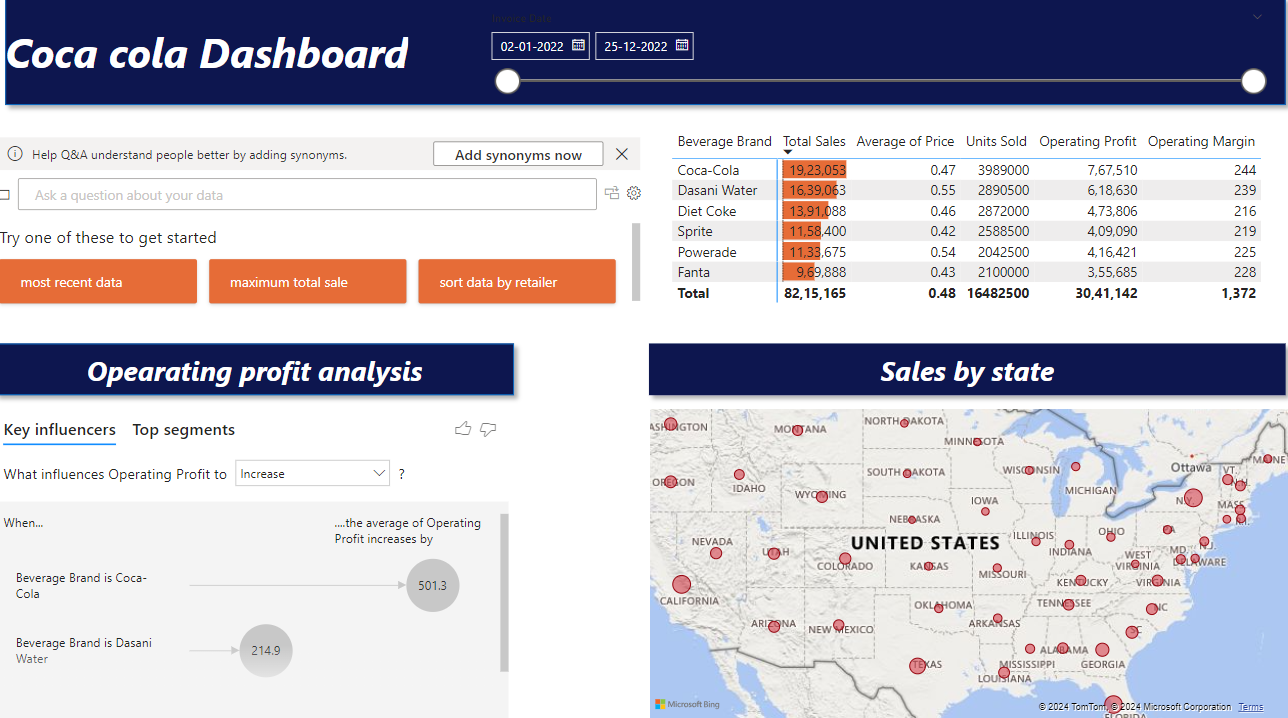 Invoice Date
Coca cola Dashboard
02-01-2022 25-12-2022
Help Q&A understand people better by adding synonyms. Add synonyms now
Ask a question about your data
Try one of these to get started
most recent data maximum total sale sort data by retailer
Beverage Brand Total Sales Average of Price Units Sold Operating Profit Operating Margin
Coca-Cola 19,23,053 0.47 3989000 7,67,510 244
Dasani Water 16,39,063 0.55 2890500 6,18,630 239
Diet Coke 13,91,088 0.46 2872000 4,73,806 216
Sprite 11,58,400 0.42 2588500 4,09,090 219
Powerade 11,33,675 0.54 2042500 4,16,421 225
Fanta 9,69,888 0.43 2100000 3,55,685 228
Total 82,15,165 0.48 16482500 30,41,142 1,372
Opearating profit analysis
Key influencers Top segments
What influences Operating Profit to Increase ?
When...
....the average of Operating
Profit increases by
Beverage Brand is Coca-
Cola
501.3
Beverage Brand is Dasani
Water
214.9
Sales by state
ASHINGTON
MONTANA
NORTH DAKOTA
MINNESOTA
Ottawa
MAINE
OREGON
IDAHO
SOUTH DAKOTA
WISCONSIN
VT.
N.H.
WYOMING
MICHIGAN
N.Y.
MASS.
IOWA
NEBRASKA
R.I.
NEVADA
UTAH
UNITED STATES
ILLINOIS
OHIO
PA
INDIANA
N.J.
MD.
DELAWARE
COLORADO
KANSAS
MISSOURI
WEST
VIRGINIA
VIRGINIA
KENTUCKY
CALIFORNIA
OKLAHOMA
TENNESSEE
NC
ARIZONA
NEW MEXICO
ARKANSAS
SC
ALABAMA
MISSISSIPPI
GEORGIA
TEXAS
LOUISIANA
FLORIDA
Microsoft Bing
© 2024 TomTom, © 2024 Microsoft Corporation Terms